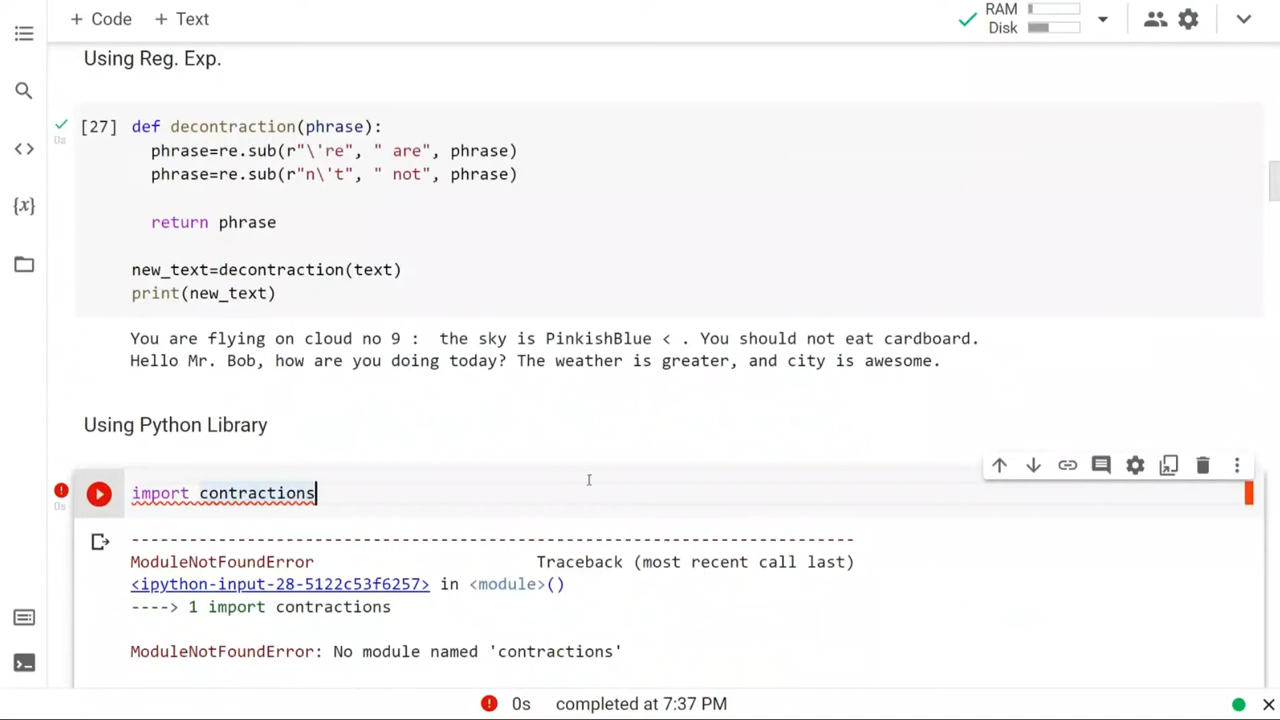 + Code + Text
RAM
Disk
Using Reg. Exp.
[27] def decontraction(phrase):
phrase=re.sub(r"\'re", " are", phrase)
phrase=re.sub(r"n\'t", " not", phrase)
return phrase
new_text=decontraction(text)
print(new_text)
0s
You are flying on cloud no 9 :  the sky is PinkishBlue < . You should not eat cardboard.
Hello Mr. Bob, how are you doing today? The weather is greater, and city is awesome.
Using Python Library
import contractions
0s
---------------------------------------------------------------------------
ModuleNotFoundError                       Traceback (most recent call last)
<ipython-input-28-5122c53f6257> in <module>()
----> 1 import contractions
ModuleNotFoundError: No module named 'contractions'
0s completed at 7:37 PM